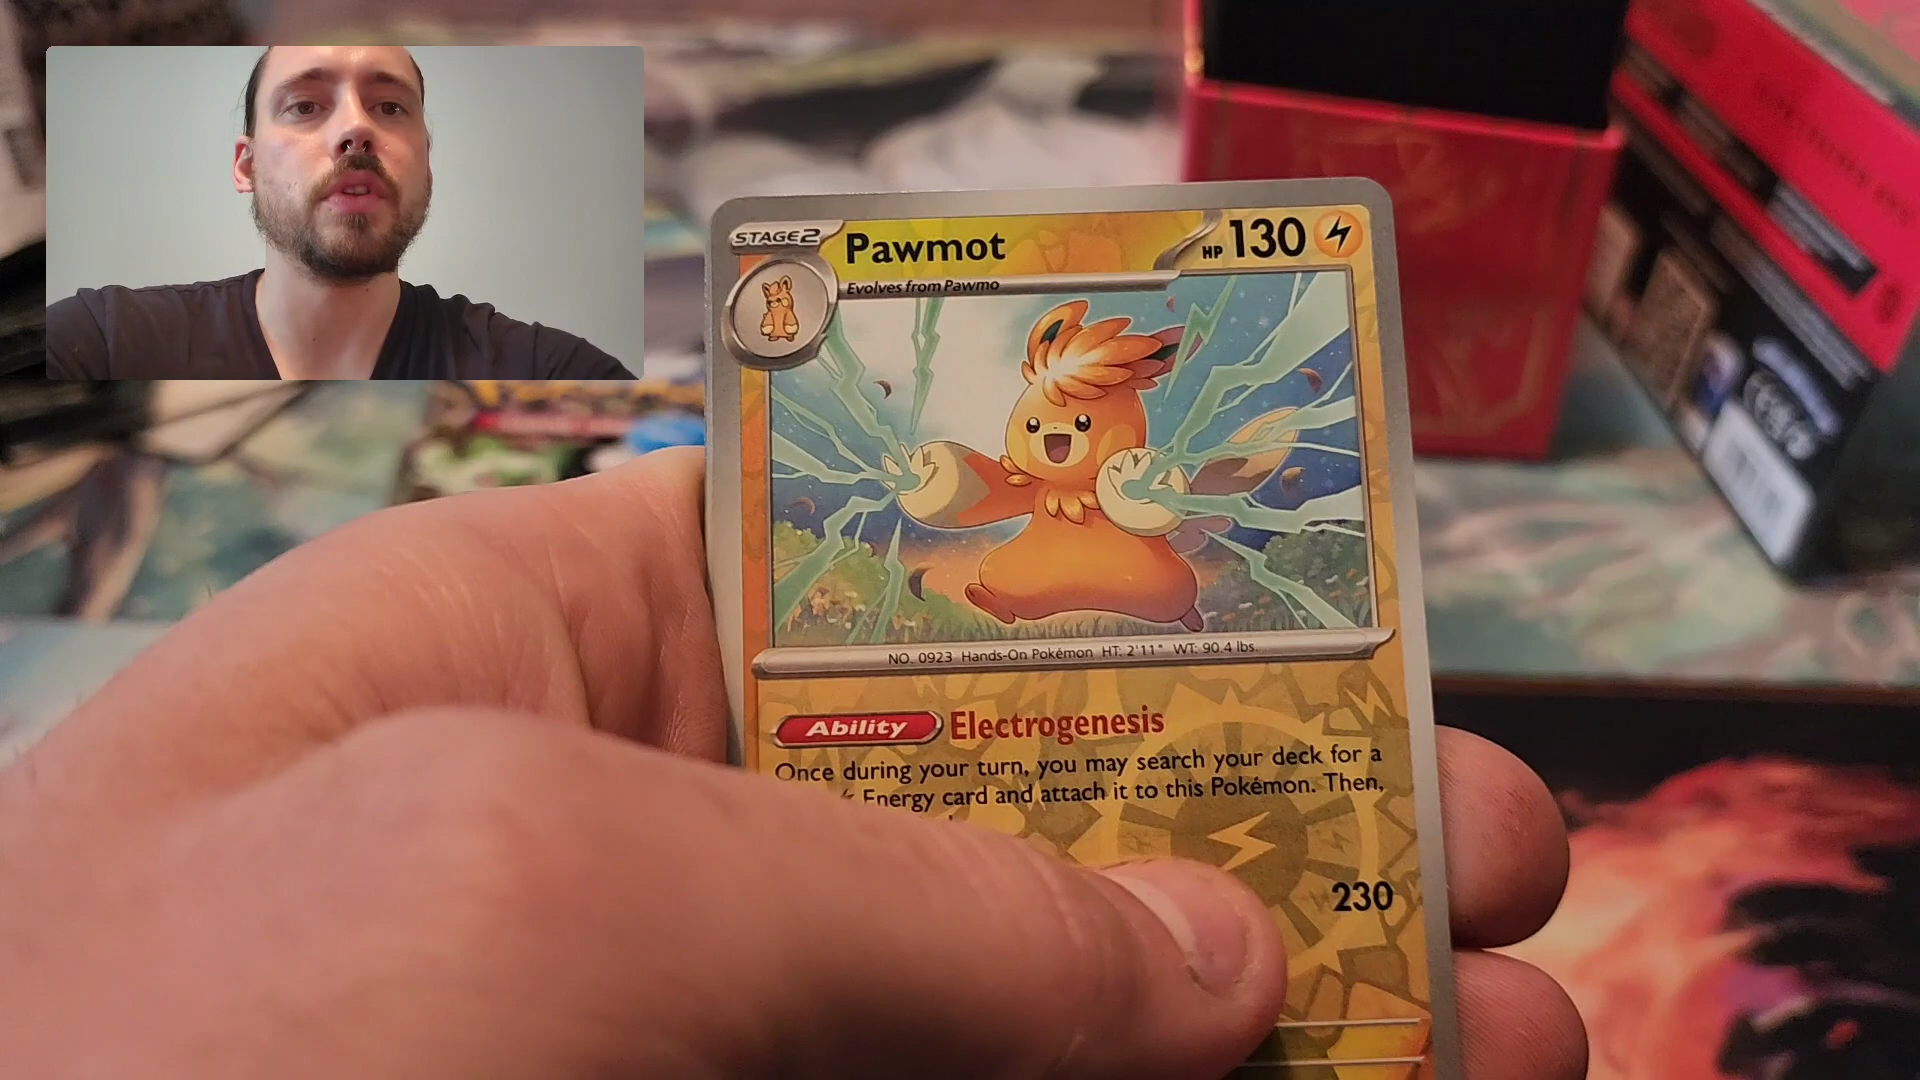 STAGE2
Pawmot
HP 130
Evolves from Pawmo
NO. 0923 Hands-On Pokémon HT: 2'11" WT: 90.4 lbs.
Ability Electrogenesis
Once during your turn, you may search your deck for a
Energy card and attach it to this Pokémon. Then,
230